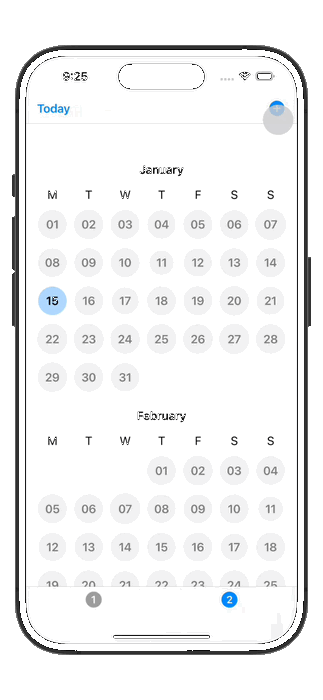 9:25
Today
January
M T W T F S S
01 02 03 04 05 06 07
08 09 10 11 12 13 14
15 16 17 18 19 20 21
22 23 24 25 26 27 28
29 30 31
February
M T W T F S S
01 02 03 04
05 06 07 08 09 10 11
12 13 14 15 16 17 18
19 20 21 22 23 24 25
1 2